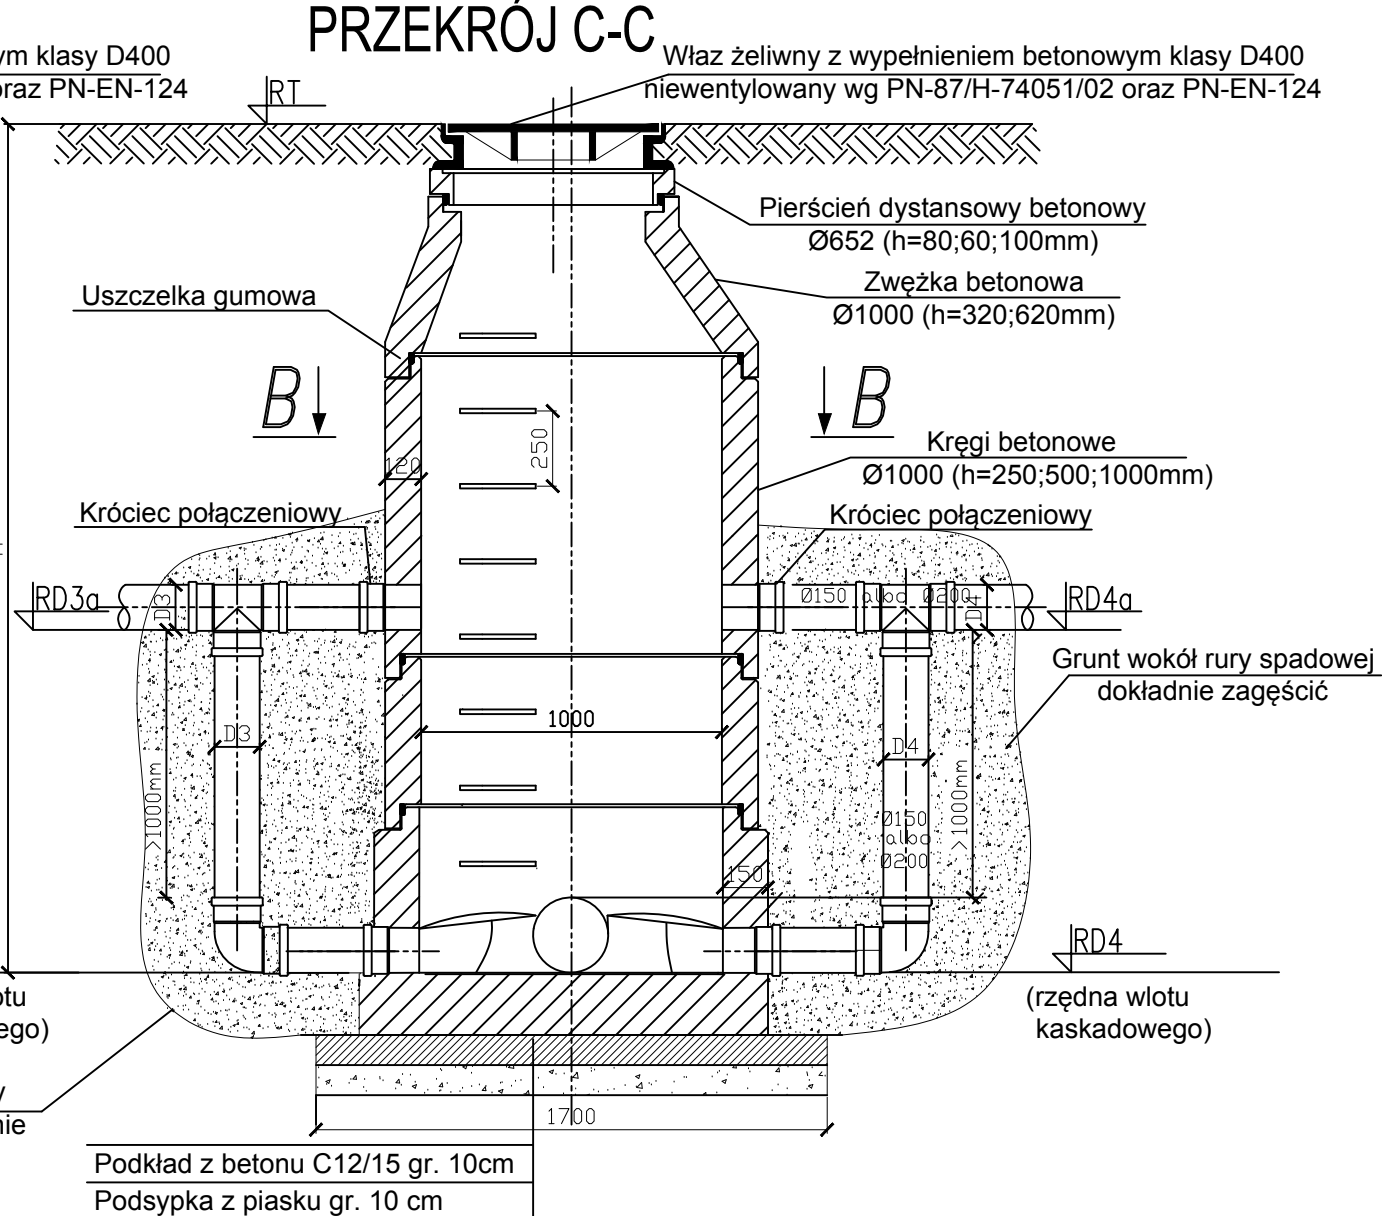 PRZEKRÓJ C-C
ym klasy D400
oraz PN-EN-124
Właz żeliwny z wypełnieniem betonowym klasy D400
niewentylowany wg PN-87/H-74051/02 oraz PN-EN-124
RT
Pierścień dystansowy betonowy
Ø652 (h=80;60;100mm)
Zwężka betonowa
Ø1000 (h=320;620mm)
Uszczelka gumowa
B
B
Kręgi betonowe
Ø1000 (h=250;500;1000mm)
250
120
Króciec połączeniowy
Króciec połączeniowy
RD3a
D3
Ø150 albo Ø200
D4
RD4a
Grunt wokół rury spadowej
dokładnie zagęścić
1000
D3
D4
>1000mm
>1000mm
Ø150
albo
Ø200
150
RD4
(rzędna wlotu
kaskadowego)
otu
ego)
y
nie
1700
Podkład z betonu C12/15 gr. 10cm
Podsypka z piasku gr. 10 cm